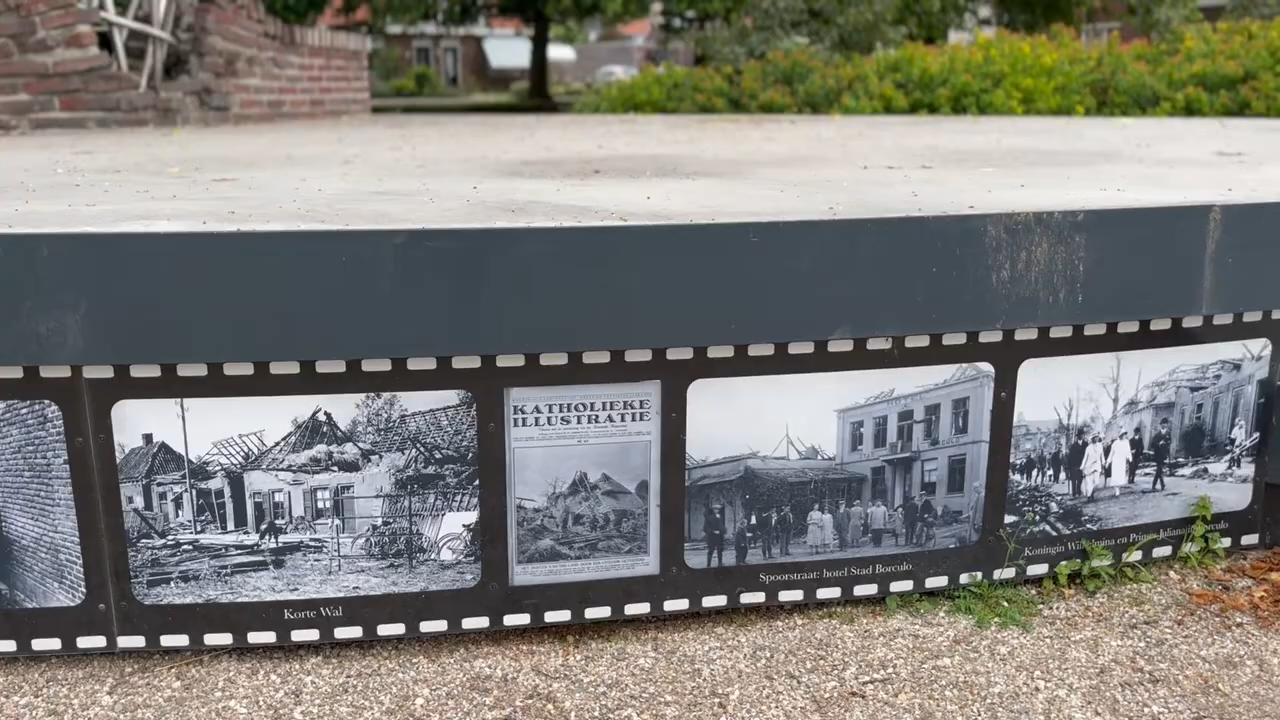 KATHOLIEKE
ILLUSTRATIE
Korte Wal
Spoorstraat: hotel Stad Borculo
Koningin Wilhelmina en Prinses Juliana in Borculo